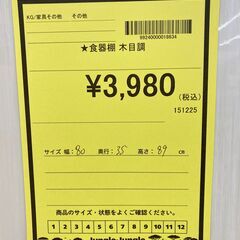 KG/家具その他 その他
9924000018634
★食器棚 木目調
¥3,980
(税込)
151225
サイズ 幅: 80 奥行: 35 高さ: 89 CM
商品のサイズ・状態をよくご確認ください。
1 2 3 4 5 6 7 8 9 10 11 12
Jungle Jungle